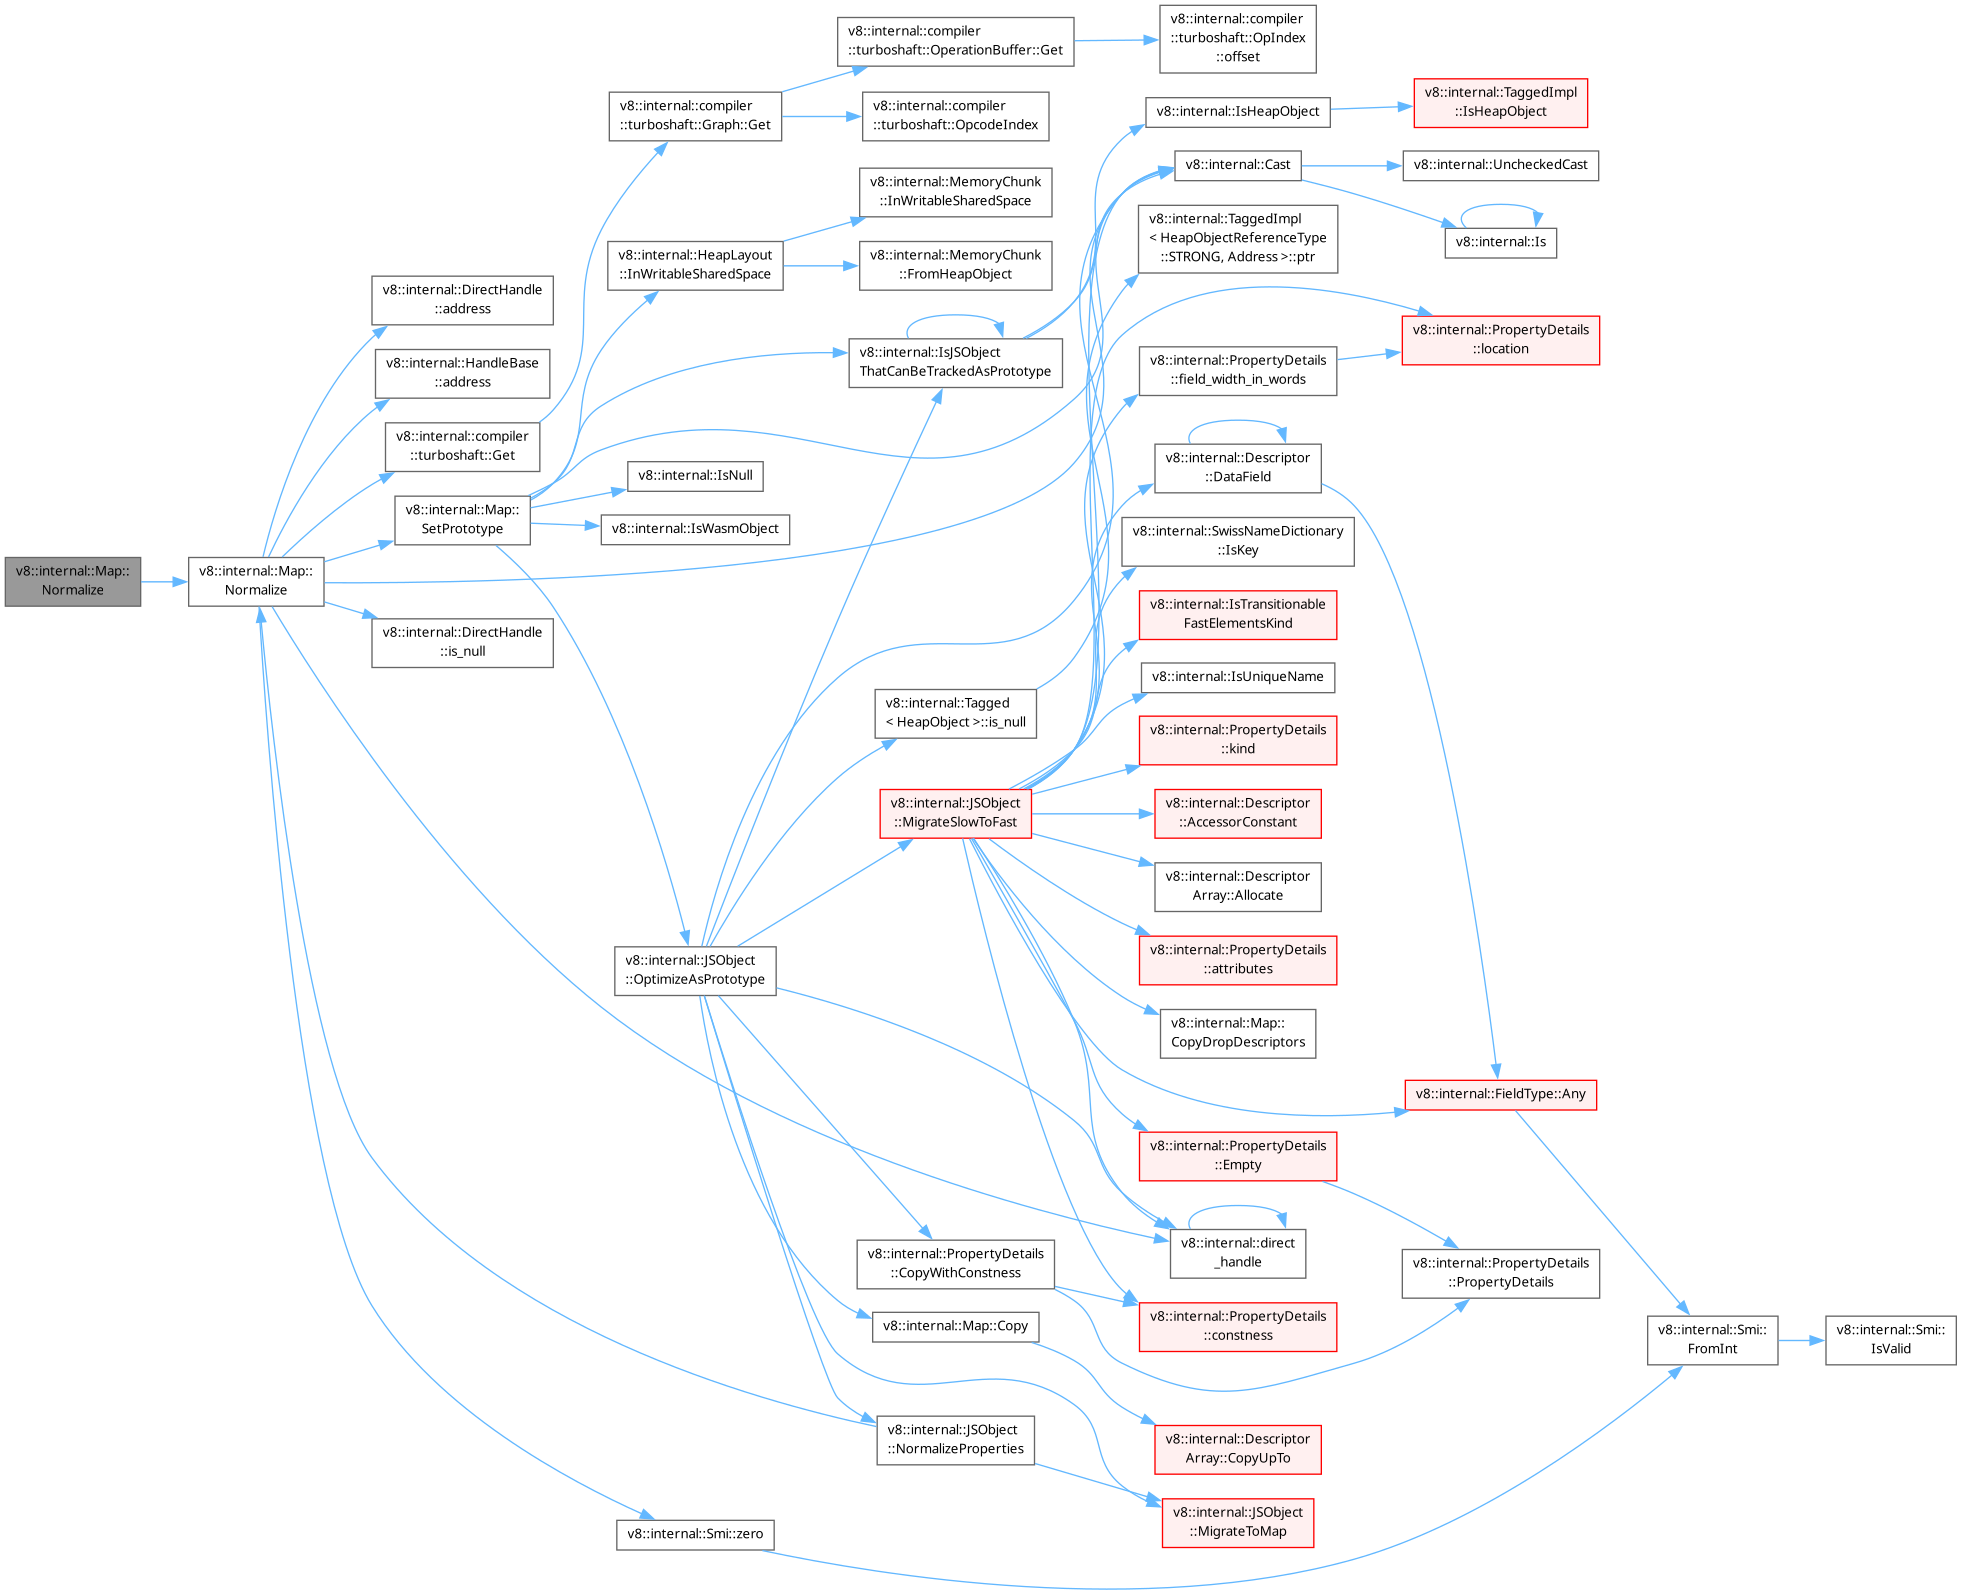 v8::internal::Map::
Normalize
v8::internal::Map::
Normalize
v8::internal::DirectHandle
::address
v8::internal::HandleBase
::address
v8::internal::compiler
::turboshaft::Get
v8::internal::Map::
SetPrototype
v8::internal::DirectHandle
::is_null
v8::internal::compiler
::turboshaft::Graph::Get
v8::internal::HeapLayout
::InWritableSharedSpace
v8::internal::IsNull
v8::internal::IsWasmObject
v8::internal::JSObject
::OptimizeAsPrototype
v8::internal::Smi::zero
v8::internal::compiler
::turboshaft::OperationBuffer::Get
v8::internal::compiler
::turboshaft::OpcodeIndex
v8::internal::MemoryChunk
::InWritableSharedSpace
v8::internal::MemoryChunk
::FromHeapObject
v8::internal::IsJSObject
ThatCanBeTrackedAsPrototype
v8::internal::Tagged
< HeapObject >::is_null
v8::internal::JSObject
::MigrateSlowToFast
v8::internal::PropertyDetails
::CopyWithConstness
v8::internal::Map::Copy
v8::internal::JSObject
::NormalizeProperties
v8::internal::compiler
::turboshaft::OpIndex
::offset
v8::internal::IsHeapObject
v8::internal::Cast
v8::internal::TaggedImpl
< HeapObjectReferenceType
::STRONG, Address >::ptr
v8::internal::PropertyDetails
::field_width_in_words
v8::internal::Descriptor
::DataField
v8::internal::SwissNameDictionary
::IsKey
v8::internal::IsTransitionable
FastElementsKind
v8::internal::IsUniqueName
v8::internal::PropertyDetails
::kind
v8::internal::Descriptor
::AccessorConstant
v8::internal::Descriptor
Array::Allocate
v8::internal::PropertyDetails
::attributes
v8::internal::Map::
CopyDropDescriptors
v8::internal::PropertyDetails
::Empty
v8::internal::direct
_handle
v8::internal::PropertyDetails
::constness
v8::internal::Descriptor
Array::CopyUpTo
v8::internal::JSObject
::MigrateToMap
v8::internal::TaggedImpl
::IsHeapObject
v8::internal::UncheckedCast
v8::internal::Is
v8::internal::PropertyDetails
::location
v8::internal::FieldType::Any
v8::internal::PropertyDetails
::PropertyDetails
v8::internal::Smi::
FromInt
v8::internal::Smi::
IsValid